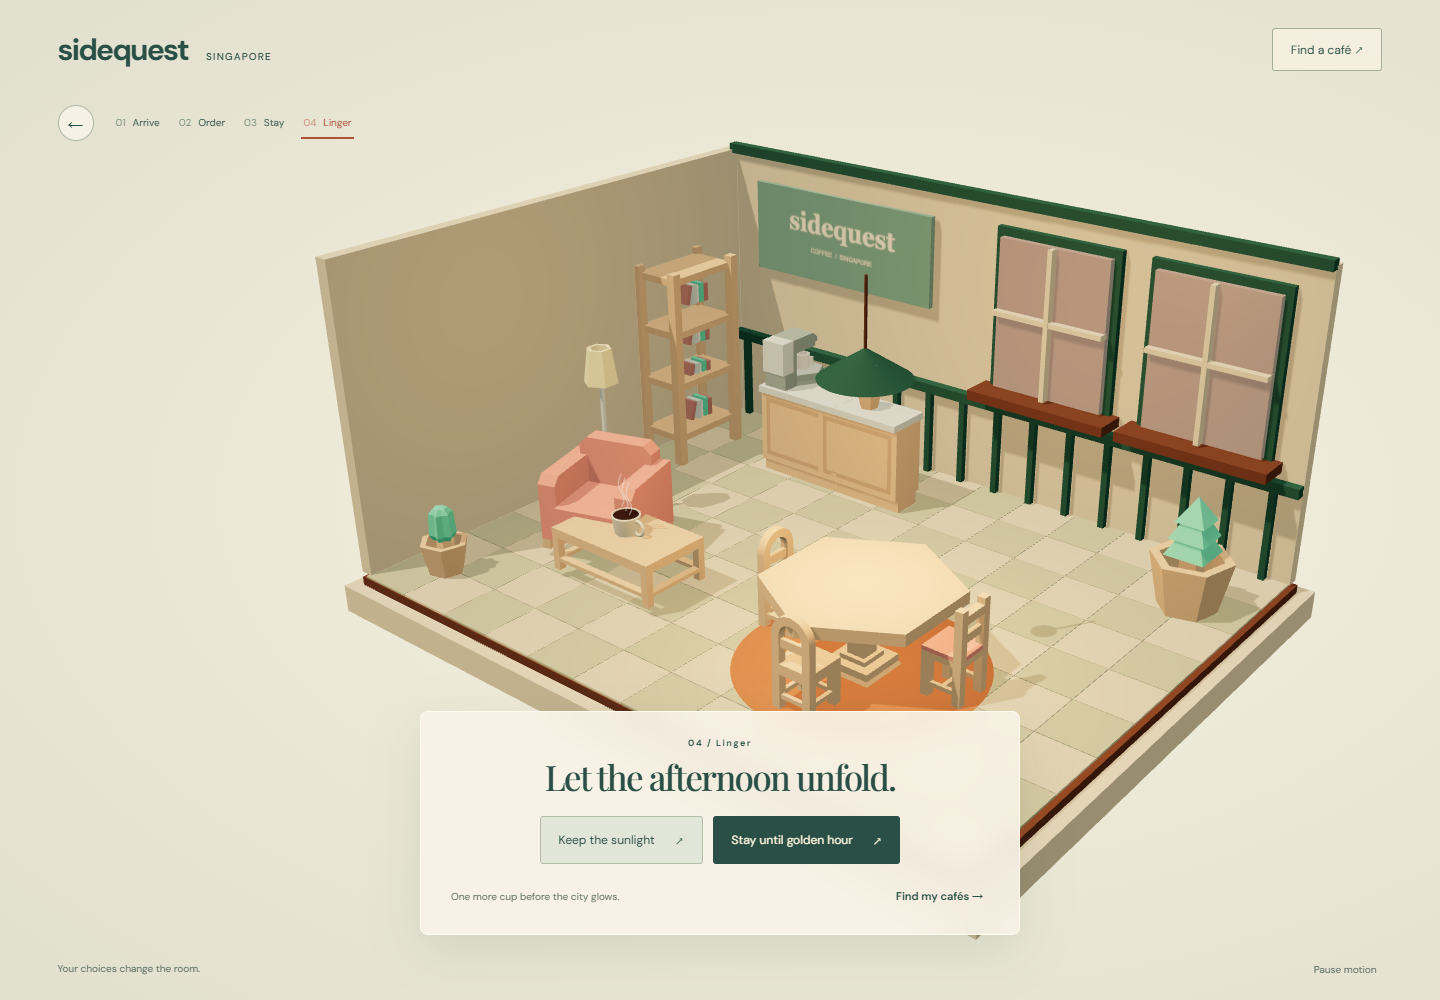 sidequest SINGAPORE
Find a café ↗
←
01 Arrive 02 Order 03 Stay 04 Linger
sidequest
COFFEE / SINGAPORE
04 / Linger
Let the afternoon unfold.
Keep the sunlight ↗
Stay until golden hour ↗
One more cup before the city glows.
Find my cafés →
Your choices change the room.
Pause motion